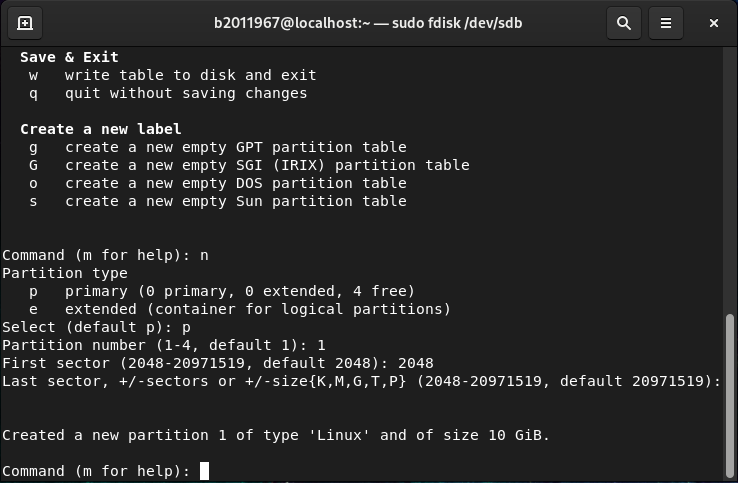 b2011967@localhost:~ — sudo fdisk /dev/sdb
Save & Exit
w   write table to disk and exit
q   quit without saving changes
Create a new label
g   create a new empty GPT partition table
G   create a new empty SGI (IRIX) partition table
o   create a new empty DOS partition table
s   create a new empty Sun partition table
Command (m for help): n
Partition type
p   primary (0 primary, 0 extended, 4 free)
e   extended (container for logical partitions)
Select (default p): p
Partition number (1-4, default 1): 1
First sector (2048-20971519, default 2048): 2048
Last sector, +/-sectors or +/-size{K,M,G,T,P} (2048-20971519, default 20971519):
Created a new partition 1 of type 'Linux' and of size 10 GiB.
Command (m for help):